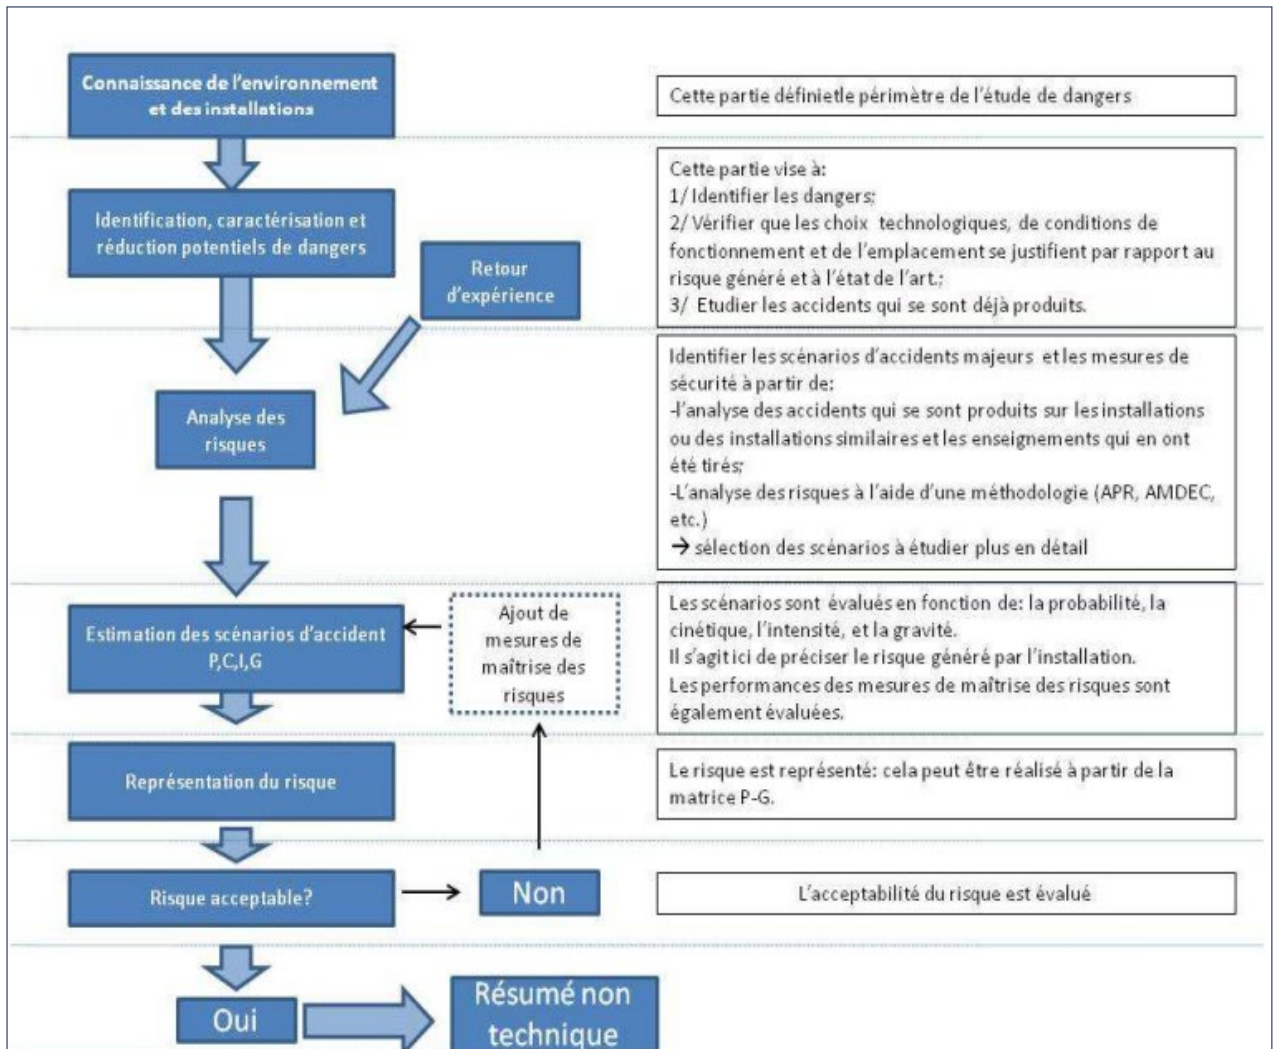 Connaissance de l'environnement
et des installations
Cette partie définietle périmètre de l'étude de dangers
Identification, caractérisation et
réduction potentiels de dangers
Retour
d'expérience
Cette partie vise à:
1/ Identifier les dangers;
2/ Vérifier que les choix technologiques, de conditions de
fonctionnement et de l'emplacement se justifient par rapport au
risque généré et à l'état de l'art.;
3/ Etudier les accidents qui se sont déjà produits.
Analyse des
risques
Identifier les scénarios d'accidents majeurs et les mesures de
sécurité à partir de:
-l'analyse des accidents qui se sont produits sur les installations
ou des installations similaires et les enseignements qui en ont
été tirés;
-L'analyse des risques à l'aide d'une méthodologie (APR, AMDEC,
etc.)
→ sélection des scénarios à étudier plus en détail
Estimation des scénarios d'accident
P,C,I,G
Ajout de
mesures de
maîtrise des
risques
Les scénarios sont évalués en fonction de: la probabilité, la
cinétique, l'intensité, et la gravité.
Il s'agit ici de préciser le risque généré par l'installation.
Les performances des mesures de maîtrise des risques sont
également évaluées.
Représentation du risque
Le risque est représenté: cela peut être réalisé à partir de la
matrice P-G.
Risque acceptable?
Non
L'acceptabilité du risque est évalué
Oui
Résumé non
technique